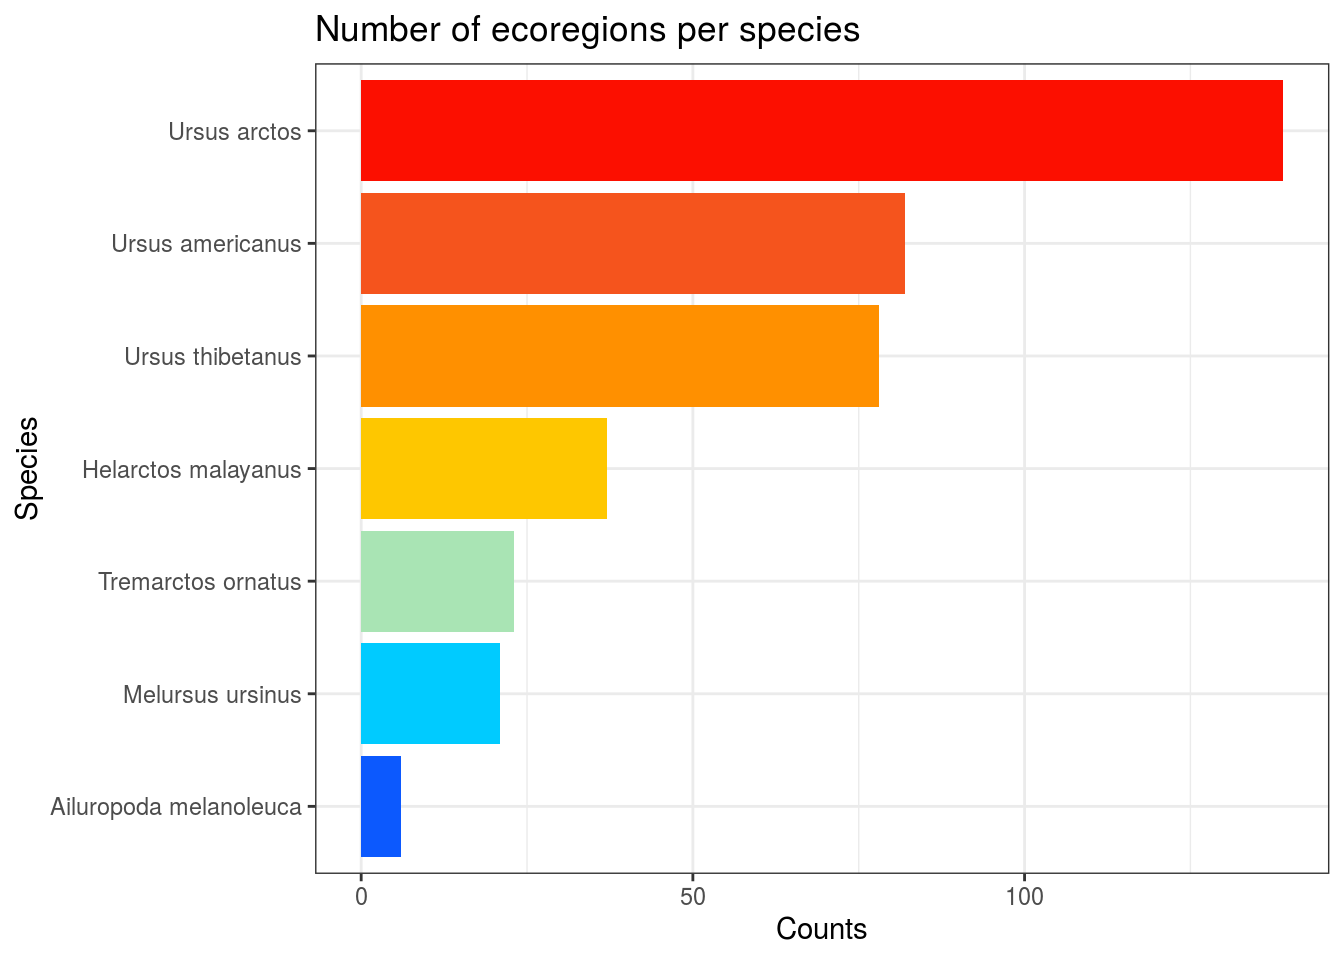 Number of ecoregions per species
Ursus arctos
Ursus americanus
Ursus thibetanus
Helarctos malayanus
Tremarctos ornatus
Melursus ursinus
Ailuropoda melanoleuca
Species
0 50 100
Counts